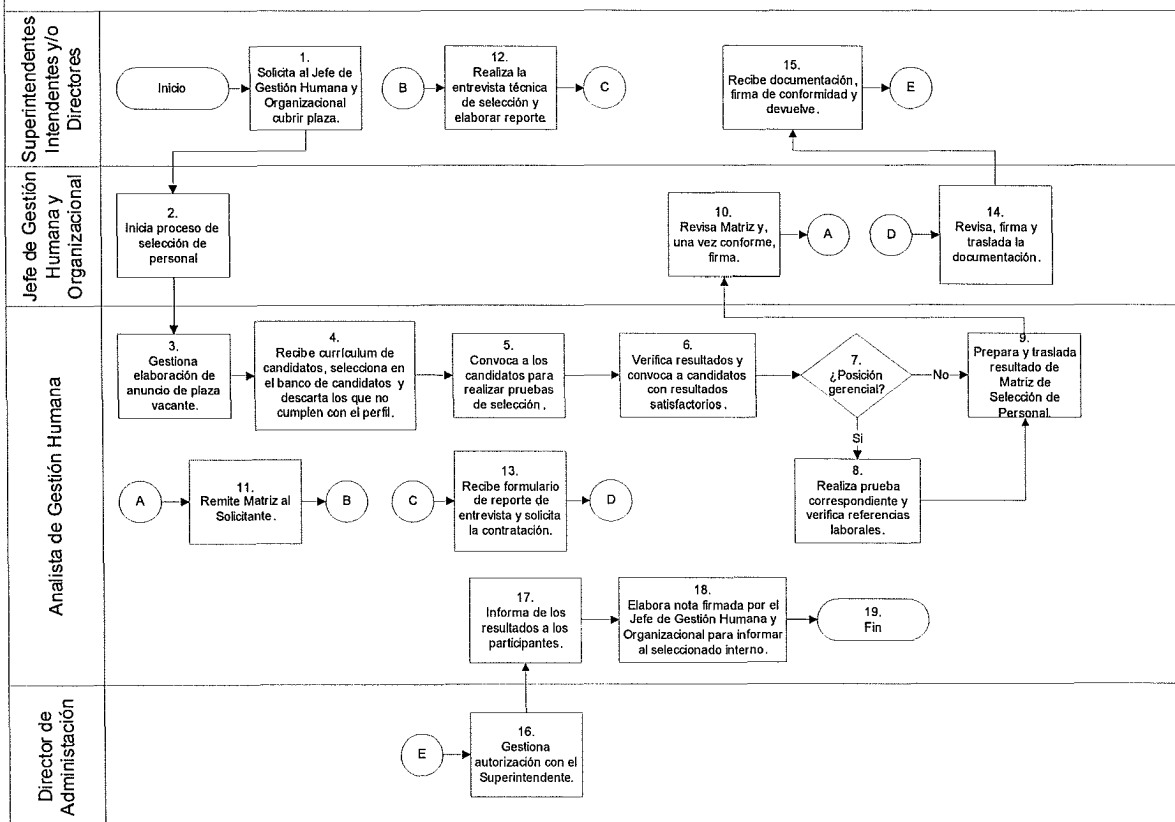 Superintendentes
Intendentes y/o
Directores
Inicio
1.
Solicita al Jefe de
Gestión Humana y
Organizacional
cubrir plaza.
B
12.
Realiza la
entrevista técnica
de selección y
elaborar reporte.
C
15.
Recibe documentación,
firma de conformidad y
devuelve.
E
Jefe de Gestión
Humana y
Organizacional
2.
Inicia proceso de
selección de
personal
10.
Revisa Matriz y,
una vez conforme,
firma.
A
D
14.
Revisa, firma y
traslada la
documentación.
Analista de Gestión Humana
3.
Gestiona
elaboración de
anuncio de plaza
vacante.
4.
Recibe currículum de
candidatos, selecciona en
el banco de candidatos y
descarta los que no
cumplen con el perfil.
5.
Convoca a los
candidatos para
realizar pruebas
de selección.
6.
Verifica resultados y
convoca a candidatos
con resultados
satisfactorios.
7.
¿Posición
gerencial?
No
Si
9.
Prepara y traslada
resultado de
Matriz de
Selección de
Personal.
8.
Realiza prueba
correspondiente y
verifica referencias
laborales.
A
11.
Remite Matriz al
Solicitante.
B
C
13.
Recibe formulario
de reporte de
entrevista y solicita
la contratación.
D
17.
Informa de los
resultados a los
participantes.
18.
Elabora nota firmada por el
Jefe de Gestión Humana y
Organizacional para informar
al seleccionado interno.
19.
Fin
Director de
Administación
E
16.
Gestiona
autorización con el
Superintendente.